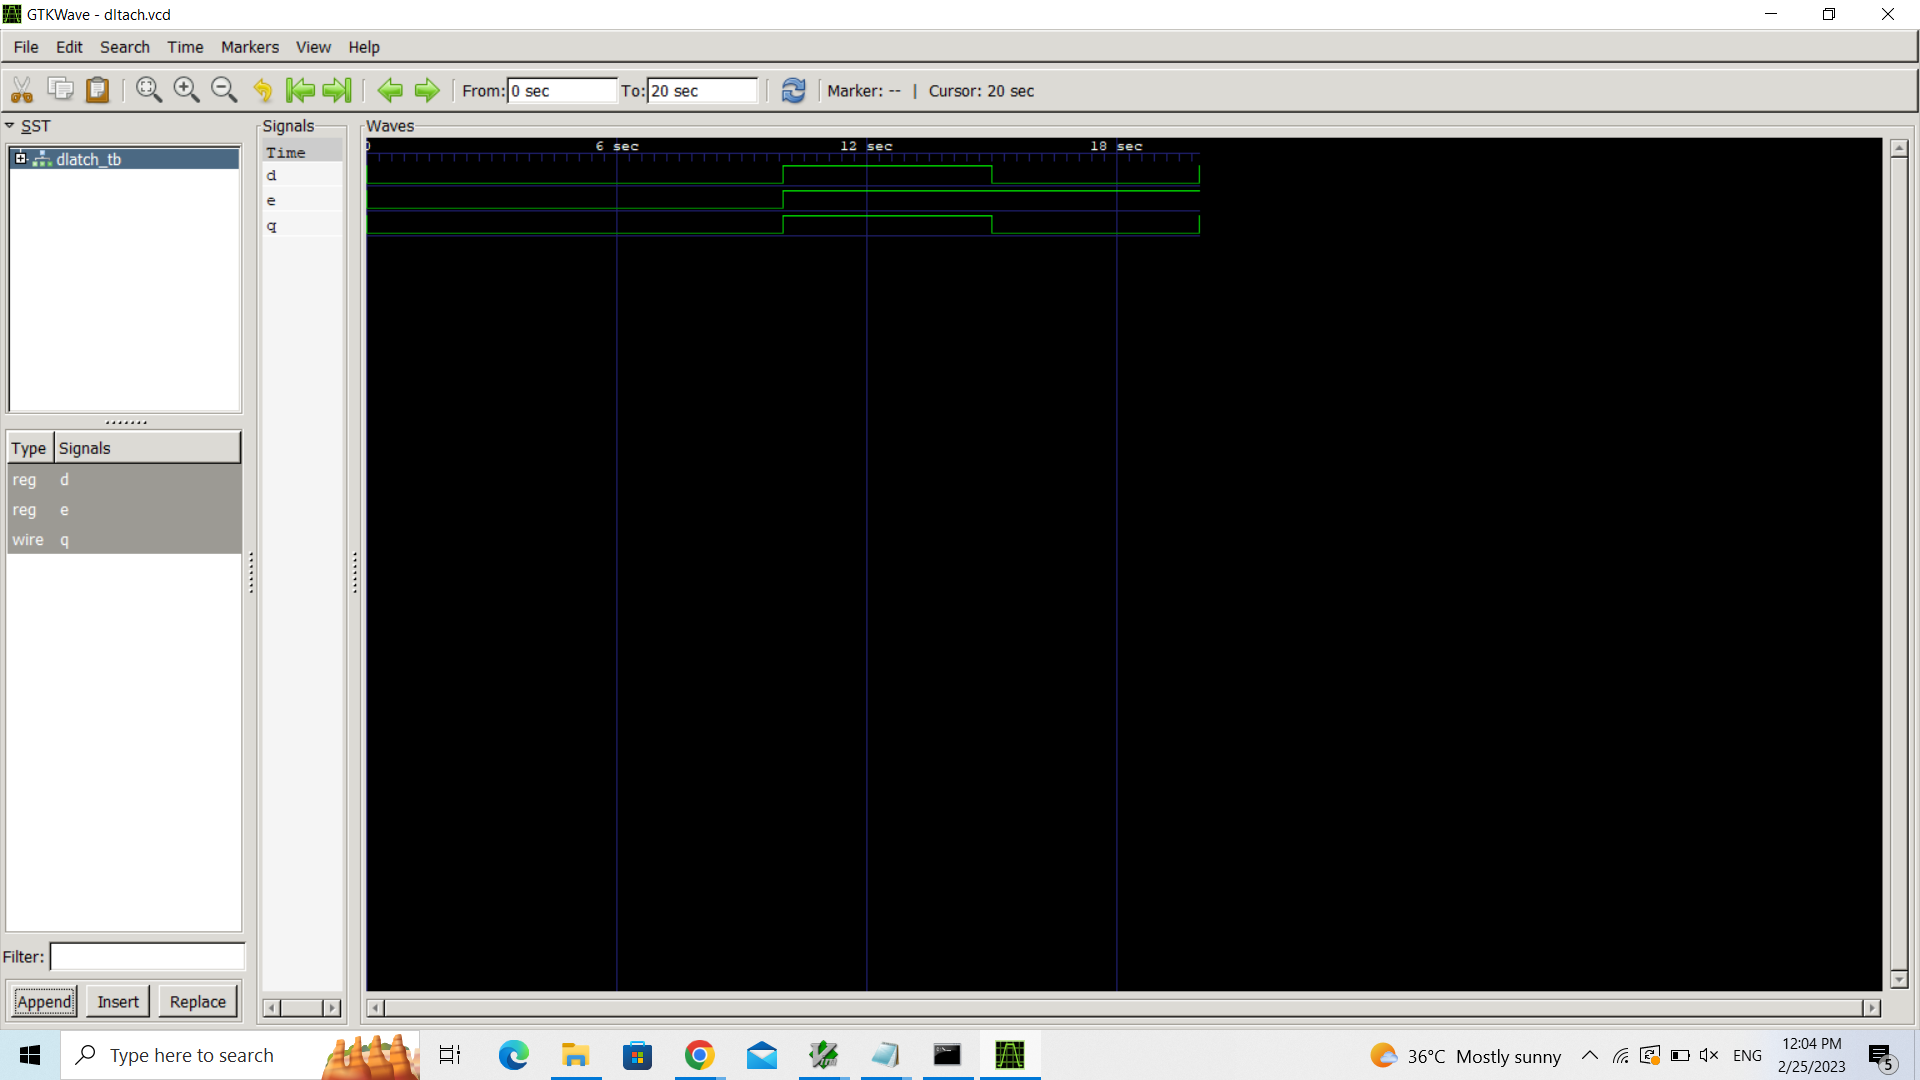 GTKWave - dltach.vcd
File Edit Search Time Markers View Help
From: 0 sec To: 20 sec Marker: -- | Cursor: 20 sec
SST
dlatch_tb
Type Signals
reg d
reg e
wire q
Filter:
Append Insert Replace
Signals
Time
d
e
q
Waves
0 6 sec 12 sec 18 sec
Type here to search
36°C Mostly sunny
ENG
12:04 PM
2/25/2023
5